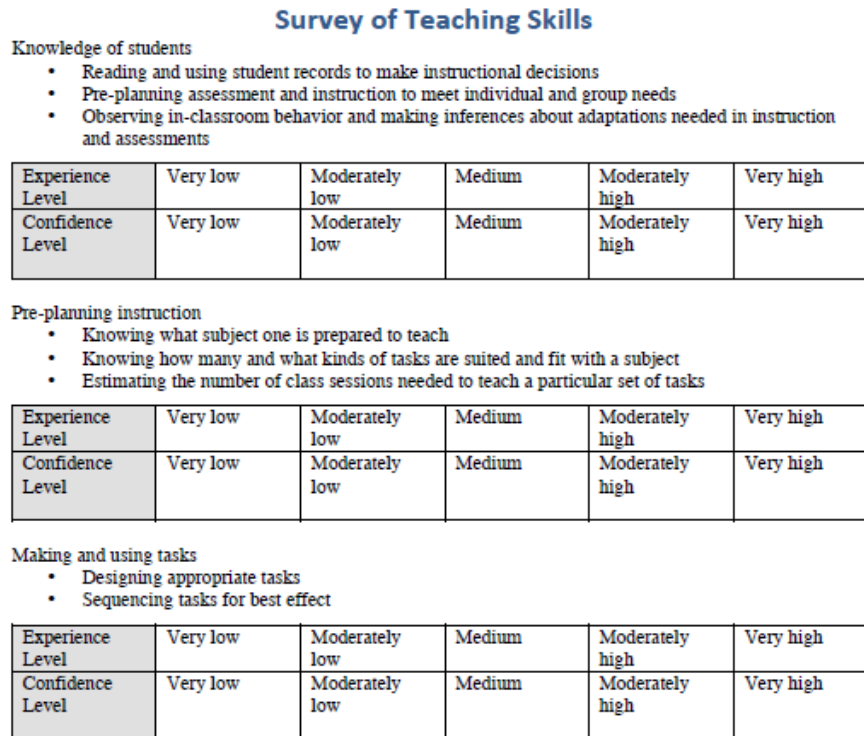 Survey of Teaching Skills
Knowledge of students
• Reading and using student records to make instructional decisions
• Pre-planning assessment and instruction to meet individual and group needs
• Observing in-classroom behavior and making inferences about adaptations needed in instruction
and assessments
Experience Level Very low Moderately low Medium Moderately high Very high
Confidence Level Very low Moderately low Medium Moderately high Very high
Pre-planning instruction
• Knowing what subject one is prepared to teach
• Knowing how many and what kinds of tasks are suited and fit with a subject
• Estimating the number of class sessions needed to teach a particular set of tasks
Experience Level Very low Moderately low Medium Moderately high Very high
Confidence Level Very low Moderately low Medium Moderately high Very high
Making and using tasks
• Designing appropriate tasks
• Sequencing tasks for best effect
Experience Level Very low Moderately low Medium Moderately high Very high
Confidence Level Very low Moderately low Medium Moderately high Very high